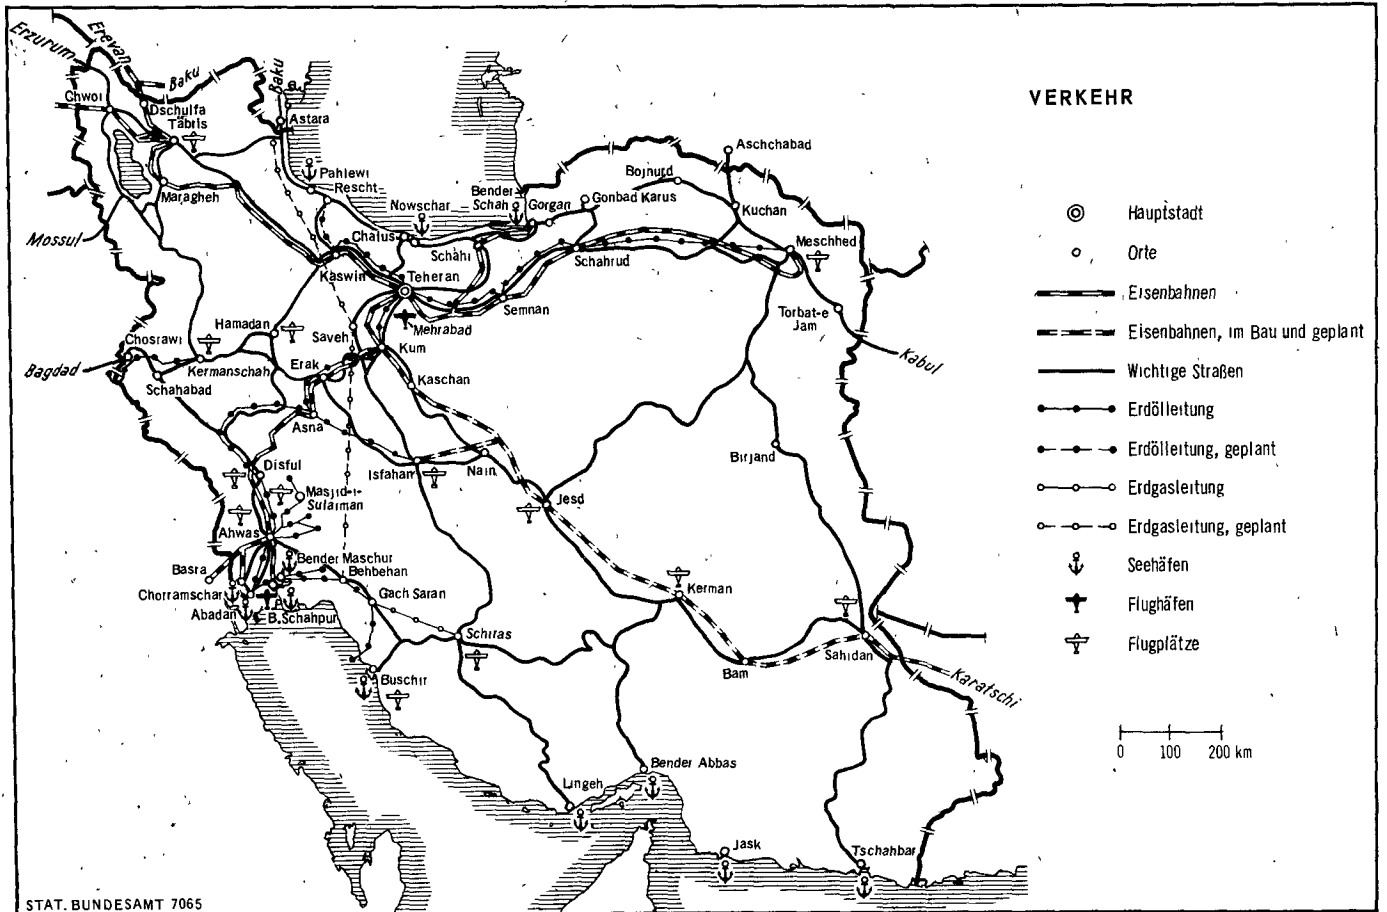 Erzurum
Erevan
Baku
Baku
Chwoi
Dschulfa
Täbris
Astara
Maragheh
Pahlewi
Rescht
Mossul
Nowschar
Chalus
Bender
Schah
Gorgan
Gonbad Karus
Bojnurd
Aschchabad
Kuchan
Schahi
Schahrud
Meschhed
Kaswin
Teheran
Semnan
Mehrabad
Torbat-e
Jam
Kabul
Hamadan
Saveh
Chosrawi
Bagdad
Kermanschah
Schahabad
Erak
Kum
Kaschan
Asna
Disful
Isfahan
Nain
Birjand
Masjid-i-
Sulaiman
Jesd
Ahwas
Basra
Bender Maschur
Behbehan
Chorramschar
Abadan
B.Schahpur
Gach Saran
Schiras
Kerman
Bam
Sahidan
Karatschi
Buschir
Lingeh
Bender Abbas
Jask
Tschahbar
STAT. BUNDESAMT 7065
VERKEHR
Hauptstadt
Orte
Eisenbahnen
Eisenbahnen, im Bau und geplant
Wichtige Straßen
Erdölleitung
Erdölleitung, geplant
Erdgasleitung
Erdgasleitung, geplant
Seehäfen
Flughäfen
Flugplätze
0 100 200 km